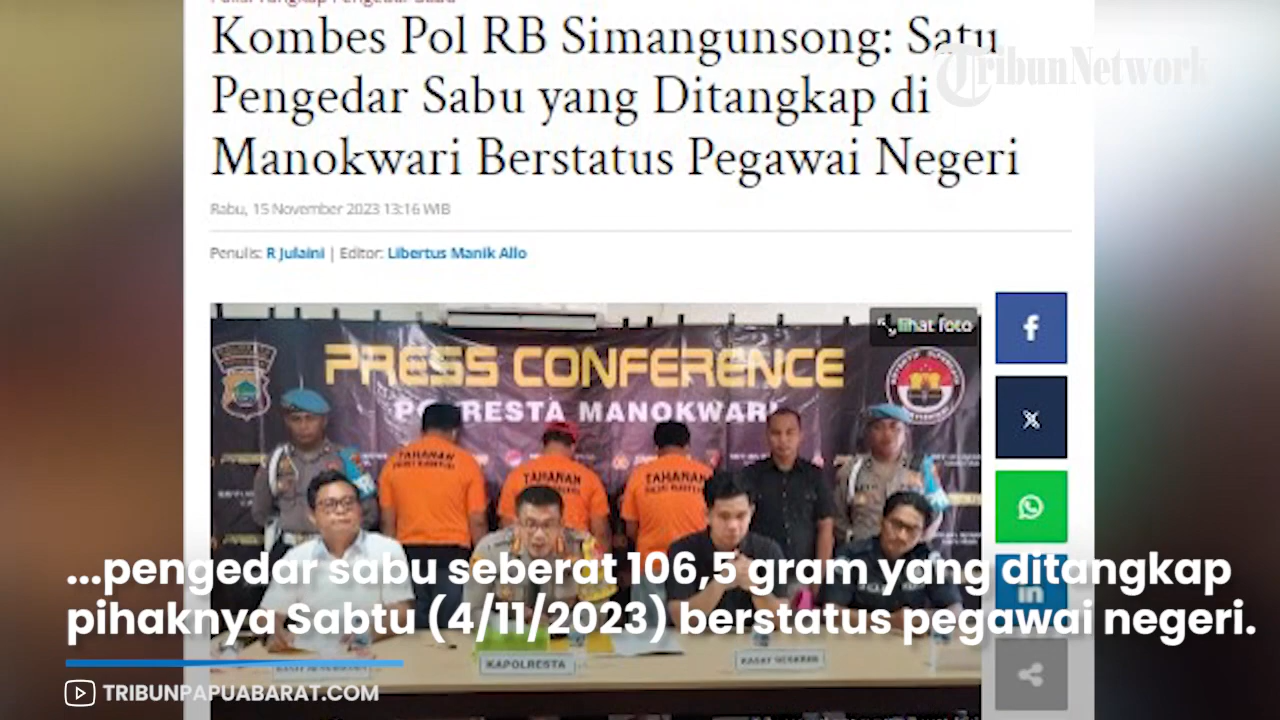 Kombes Pol RB Simangunsong: Satu
Pengedar Sabu yang Ditangkap di
Manokwari Berstatus Pegawai Negeri
TribunNetwork
Rabu, 15 November 2023 13:16 WIB
Penulis: R Julaini | Editor: Libertus Manik Allo
lihat foto
PRESS CONFERENCE
POLRESTA MANOKWARI
TAHANAN
TAHANAN
TAHANAN
...pengedar sabu seberat 106,5 gram yang ditangkap
pihaknya Sabtu (4/11/2023) berstatus pegawai negeri.
KAPOLRESTA
TRIBUNPAPUABARAT.COM